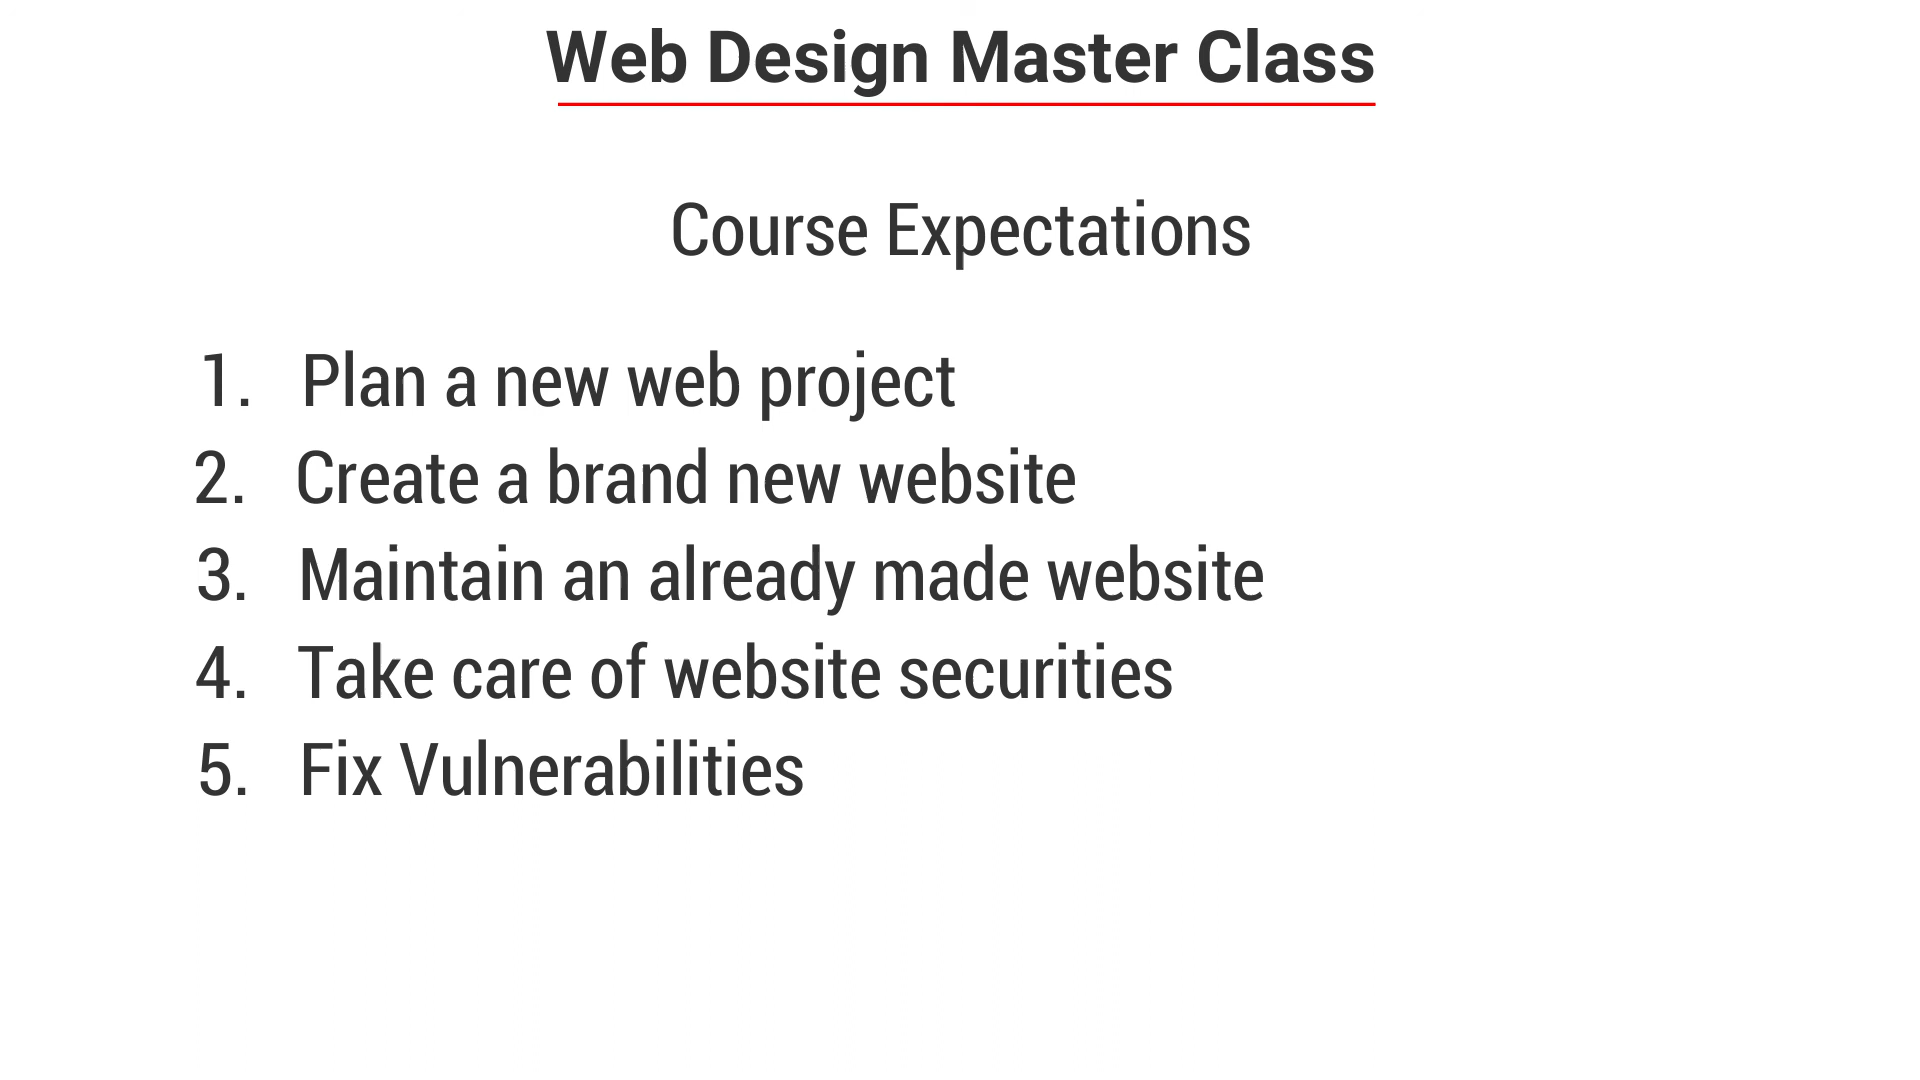 Web Design Master Class
Course Expectations
1. Plan a new web project
2. Create a brand new website
3. Maintain an already made website
4. Take care of website securities
5. Fix Vulnerabilities